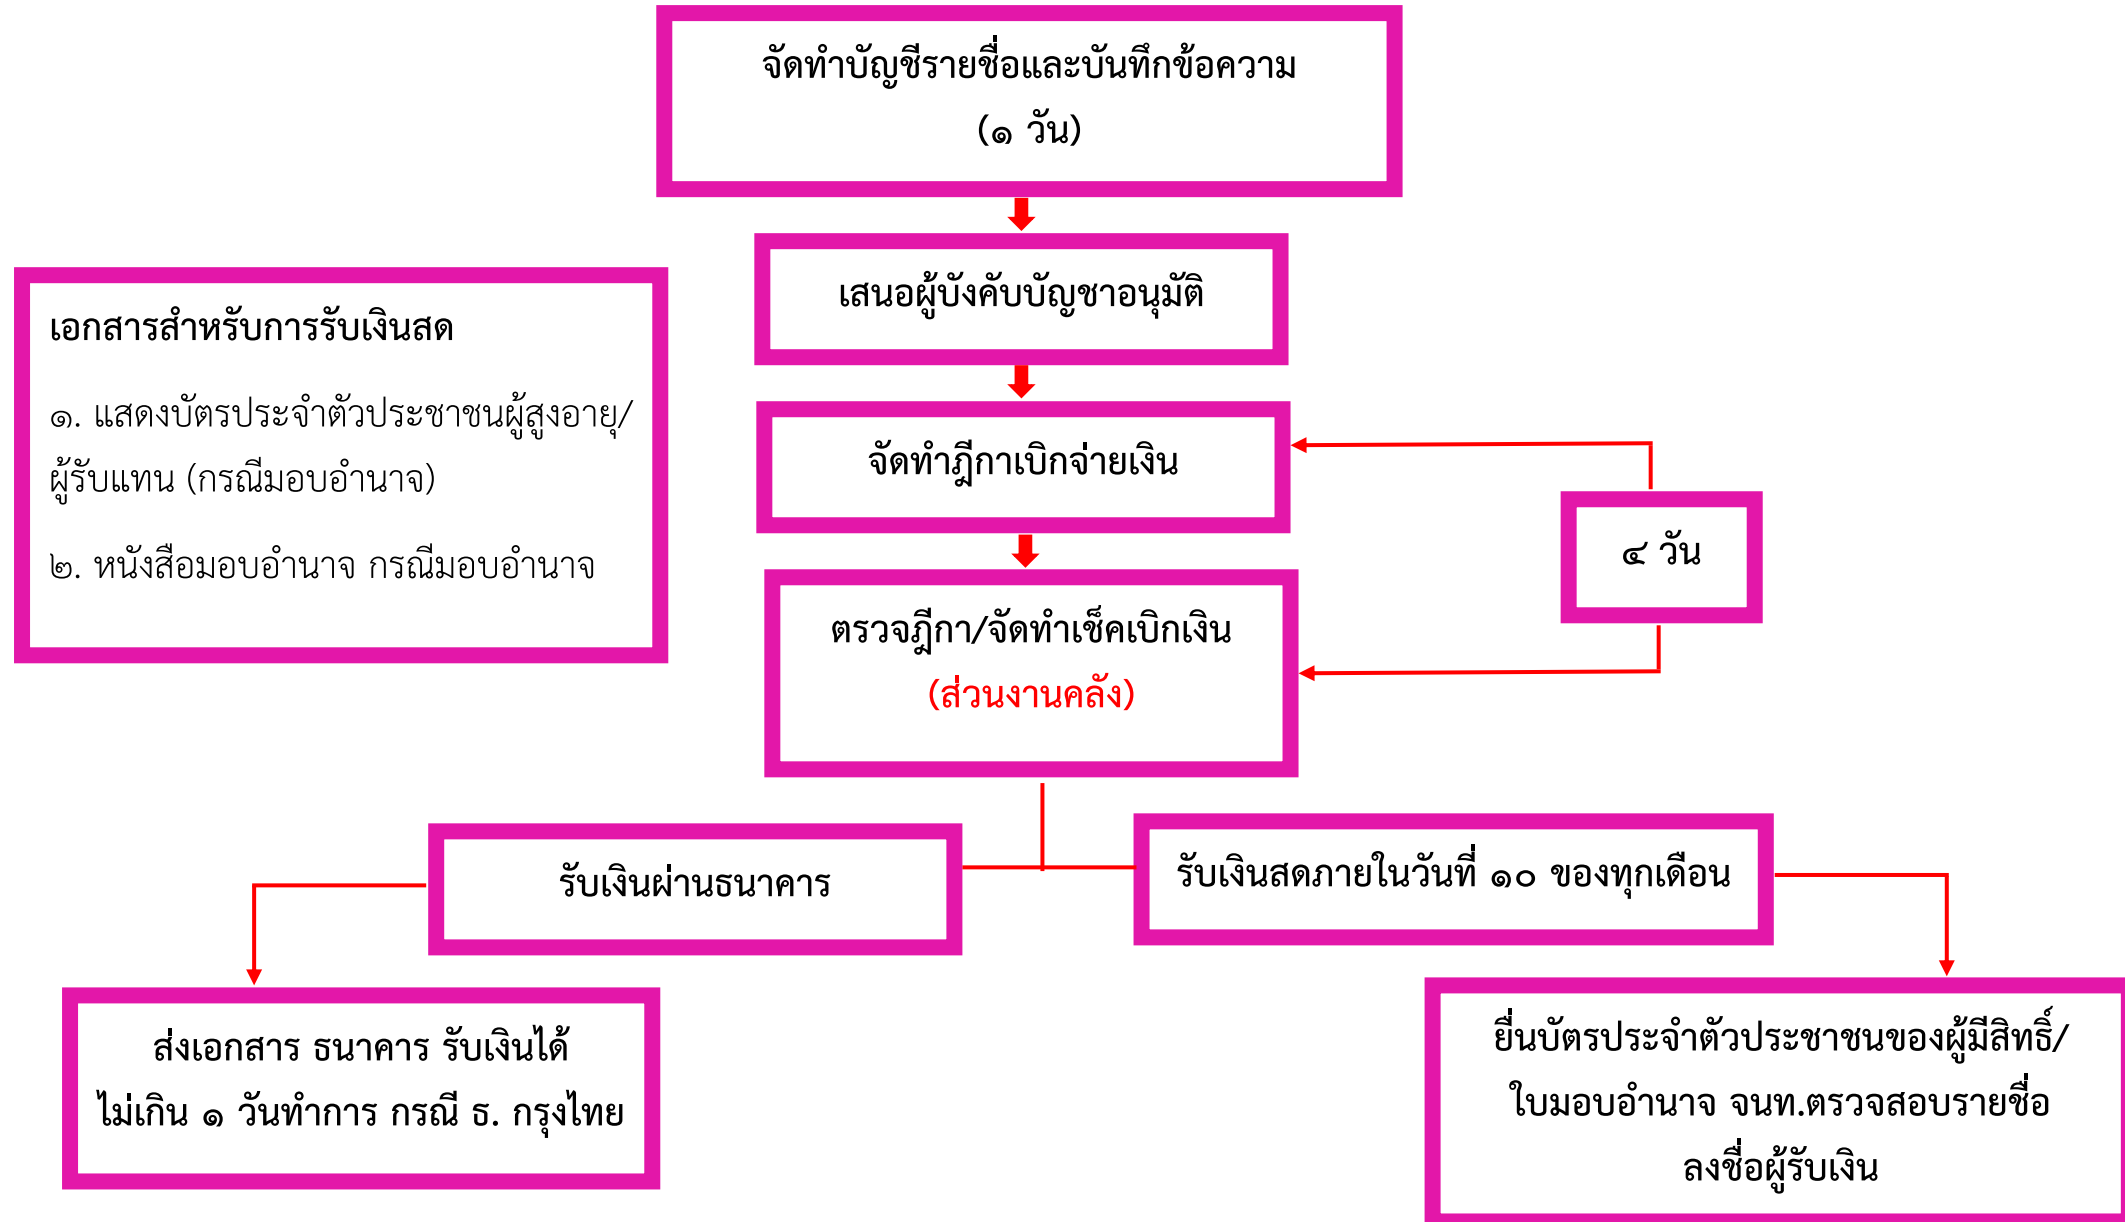 จัดทำบัญชีรายชื่อและบันทึกข้อความ
(๑ วัน)
เสนอผู้บังคับบัญชาอนุมัติ
เอกสารสำหรับการรับเงินสด
๑. แสดงบัตรประจำตัวประชาชนผู้สูงอายุ/
ผู้รับแทน (กรณีมอบอำนาจ)
๒. หนังสือมอบอำนาจ กรณีมอบอำนาจ
จัดทำฎีกาเบิกจ่ายเงิน
๔ วัน
ตรวจฎีกา/จัดทำเช็คเบิกเงิน
(ส่วนงานคลัง)
รับเงินผ่านธนาคาร
รับเงินสดภายในวันที่ ๑๐ ของทุกเดือน
ส่งเอกสาร ธนาคาร รับเงินได้
ไม่เกิน ๑ วันทำการ กรณี ธ. กรุงไทย
ยื่นบัตรประจำตัวประชาชนของผู้มีสิทธิ์/
ใบมอบอำนาจ จนท.ตรวจสอบรายชื่อ
ลงชื่อผู้รับเงิน